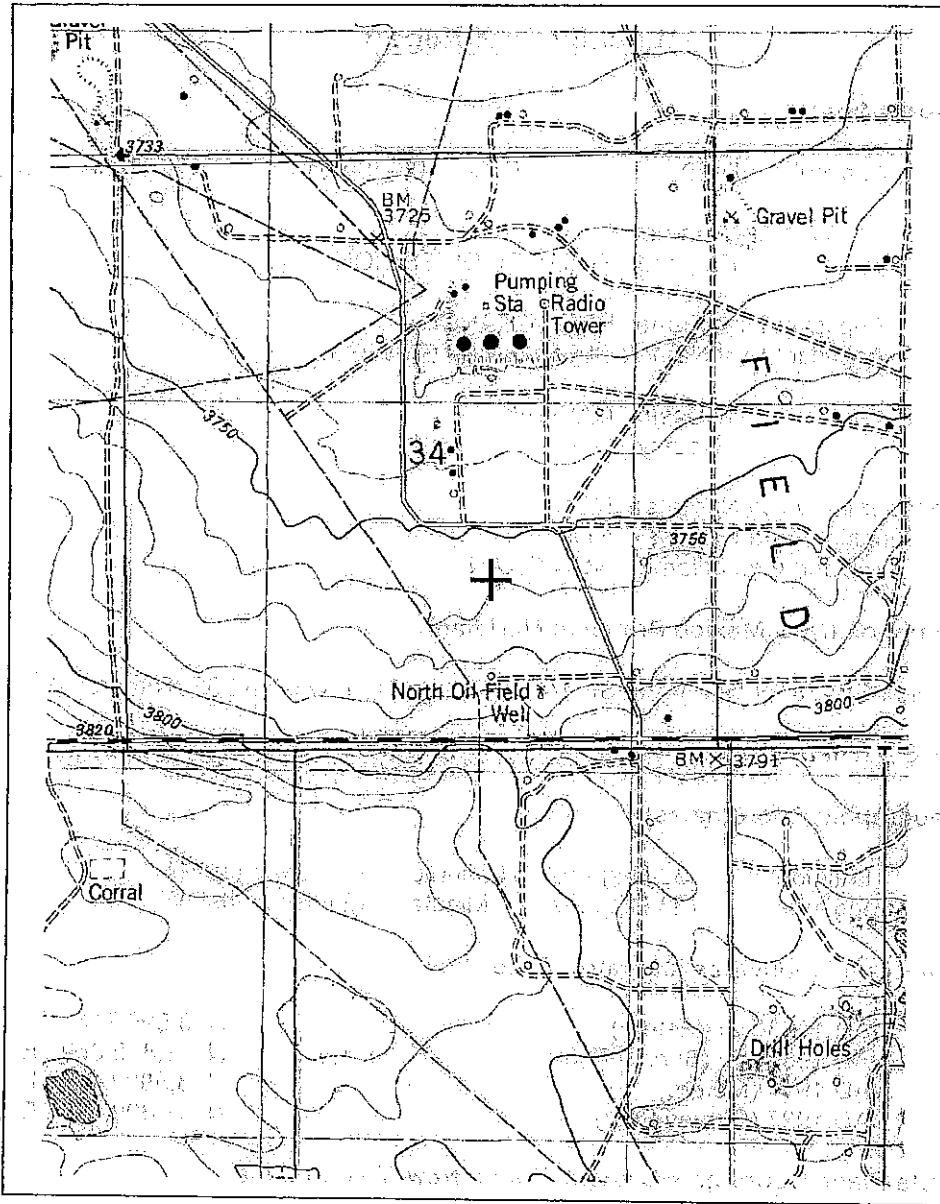 Gravel
Pit
3733
BM
3725
Gravel Pit
Pumping
Sta
Radio
Tower
F I E L D
3750
34
3756
North Oil Field
Well
3800
3800
3820
BM X 3791
Corral
Drill Holes